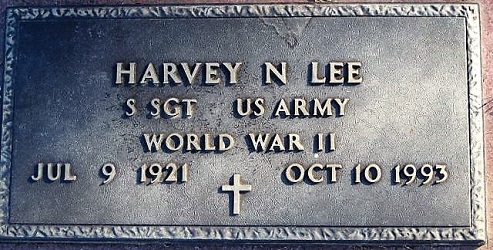 HARVEY N LEE
S SGT US ARMY
WORLD WAR II
JUL 9 1921 OCT 10 1993